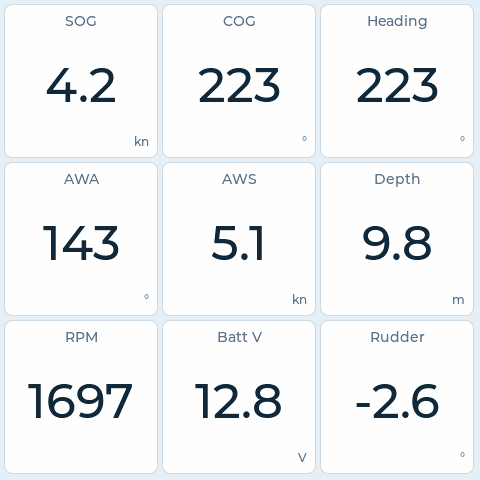 SOG
4.2
kn
COG
223
°
Heading
223
°
AWA
143
°
AWS
5.1
kn
Depth
9.8
m
RPM
1697
Batt V
12.8
V
Rudder
-2.6
°